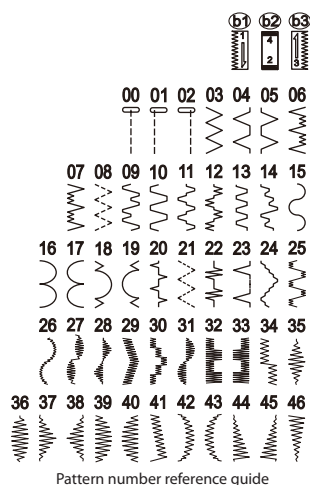 b1 b2 b3
1 4
2 3
00 01 02 03 04 05 06
07 08 09 10 11 12 13 14 15
16 17 18 19 20 21 22 23 24 25
26 27 28 29 30 31 32 33 34 35
36 37 38 39 40 41 42 43 44 45 46
Pattern number reference guide